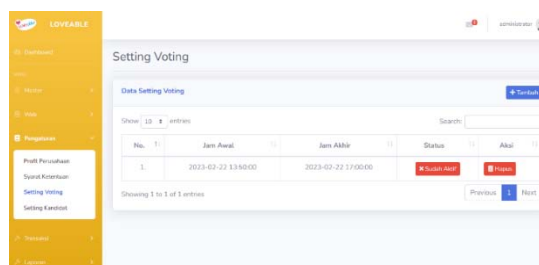 LOVEABLE
administrator
Dashboard
Setting Voting
Master
Web
Pengaturan
Profil Perusahaan
Syarat Ketentuan
Setting Voting
Setting Kandidat
Transaksi
Laporan
Data Setting Voting
+ Tambah
Show 10 entries
Search:
No. Jam Awal Jam Akhir Status Aksi
1. 2023-02-22 13:50:00 2023-02-22 17:00:00 Sudah Aktif Hapus
Showing 1 to 1 of 1 entries
Previous 1 Next